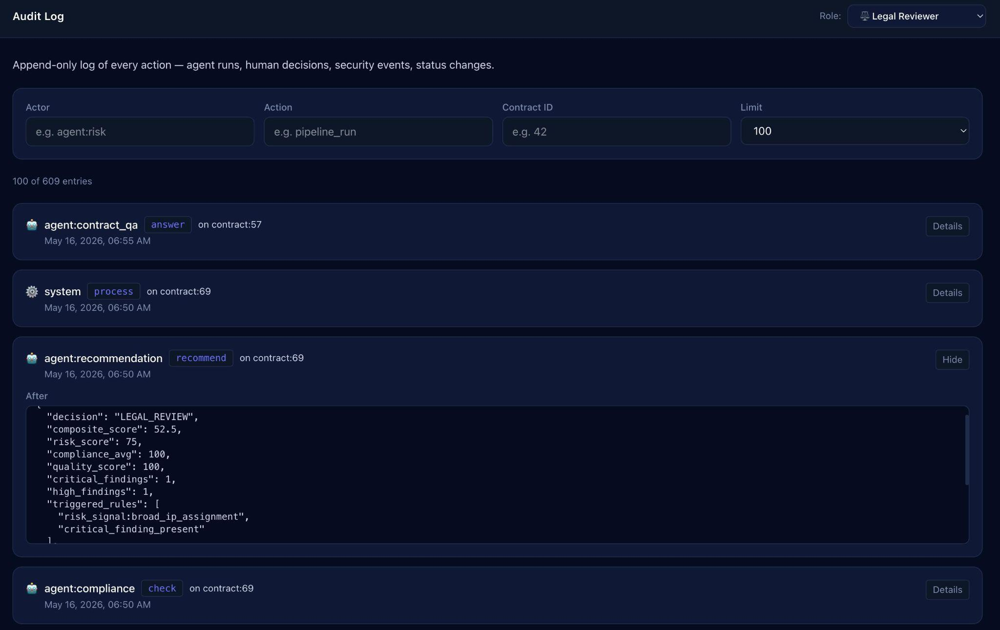 Audit Log
Role: Legal Reviewer
Append-only log of every action — agent runs, human decisions, security events, status changes.
Actor Action Contract ID Limit
e.g. agent:risk e.g. pipeline_run e.g. 42 100
100 of 609 entries
agent:contract_qa answer on contract:57 Details
May 16, 2026, 06:55 AM
system process on contract:69 Details
May 16, 2026, 06:50 AM
agent:recommendation recommend on contract:69 Hide
May 16, 2026, 06:50 AM
After
{
"decision": "LEGAL_REVIEW",
"composite_score": 52.5,
"risk_score": 75,
"compliance_avg": 100,
"quality_score": 100,
"critical_findings": 1,
"high_findings": 1,
"triggered_rules": [
"risk_signal:broad_ip_assignment",
"critical_finding_present"
],
agent:compliance check on contract:69 Details
May 16, 2026, 06:50 AM